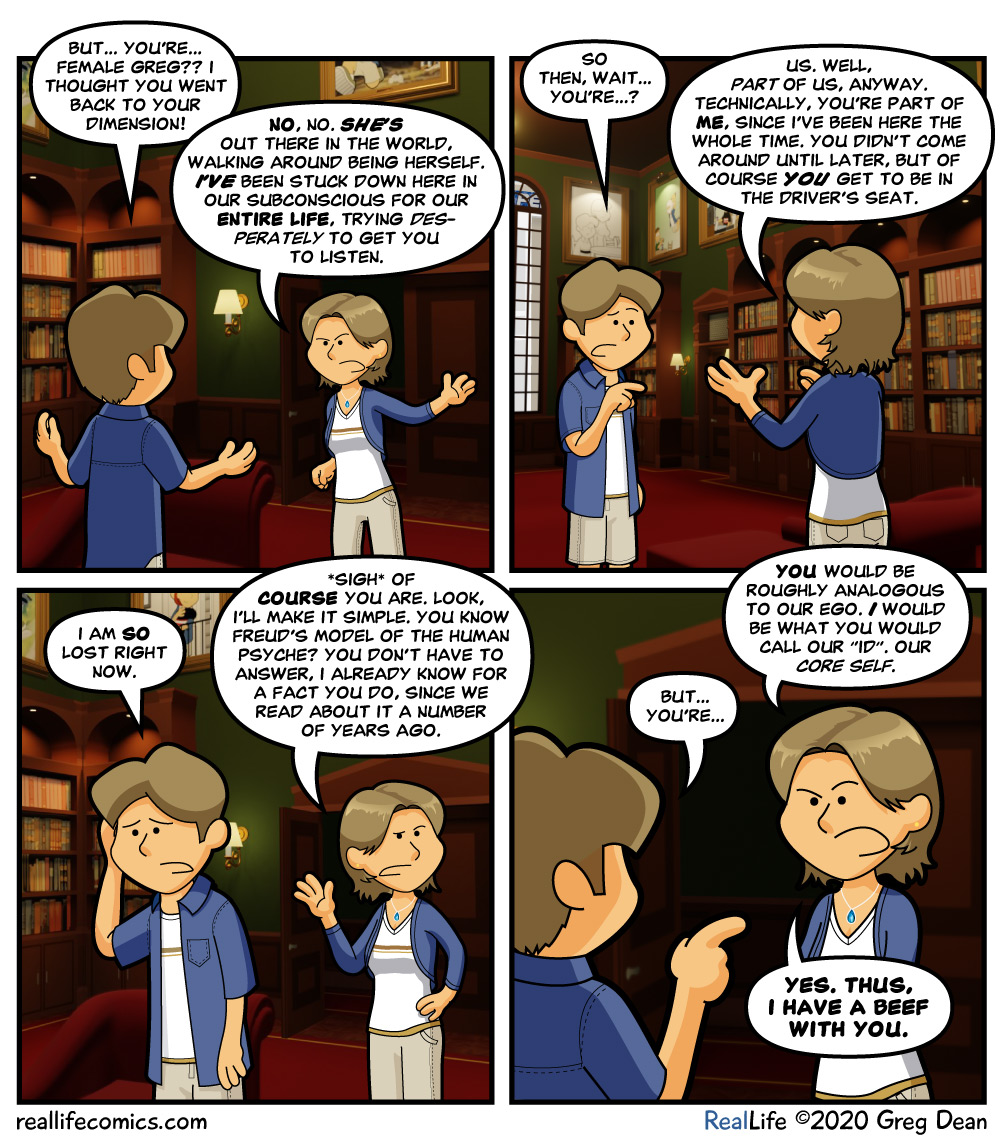 BUT... YOU'RE...
FEMALE GREG?? I
THOUGHT YOU WENT
BACK TO YOUR
DIMENSION!
NO, NO. SHE'S
OUT THERE IN THE WORLD,
WALKING AROUND BEING HERSELF.
I'VE BEEN STUCK DOWN HERE IN
OUR SUBCONSCIOUS FOR OUR
ENTIRE LIFE, TRYING DES-
PERATELY TO GET YOU
TO LISTEN.
SO
THEN, WAIT...
YOU'RE...?
US. WELL,
PART OF US, ANYWAY.
TECHNICALLY, YOU'RE PART OF
ME, SINCE I'VE BEEN HERE THE
WHOLE TIME. YOU DIDN'T COME
AROUND UNTIL LATER, BUT OF
COURSE YOU GET TO BE IN
THE DRIVER'S SEAT.
I AM SO
LOST RIGHT
NOW.
*SIGH* OF
COURSE YOU ARE. LOOK,
I'LL MAKE IT SIMPLE. YOU KNOW
FREUD'S MODEL OF THE HUMAN
PSYCHE? YOU DON'T HAVE TO
ANSWER, I ALREADY KNOW FOR
A FACT YOU DO, SINCE WE
READ ABOUT IT A NUMBER
OF YEARS AGO.
YOU WOULD BE
ROUGHLY ANALOGOUS
TO OUR EGO. I WOULD
BE WHAT YOU WOULD
CALL OUR "ID". OUR
CORE SELF.
BUT...
YOU'RE...
YES. THUS,
I HAVE A BEEF
WITH YOU.
reallifecomics.com
RealLife ©2020 Greg Dean